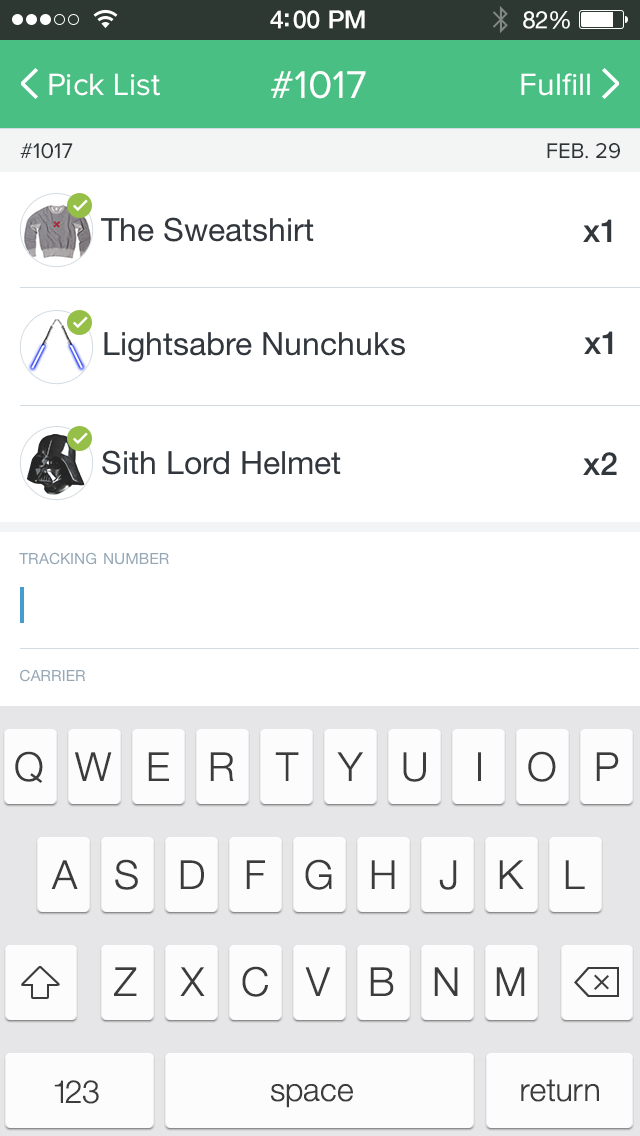 4:00 PM 82%
Pick List #1017 Fulfill
#1017 FEB. 29
The Sweatshirt x1
Lightsabre Nunchuks x1
Sith Lord Helmet x2
TRACKING NUMBER
CARRIER
Q W E R T Y U I O P
A S D F G H J K L
Z X C V B N M
123 space return